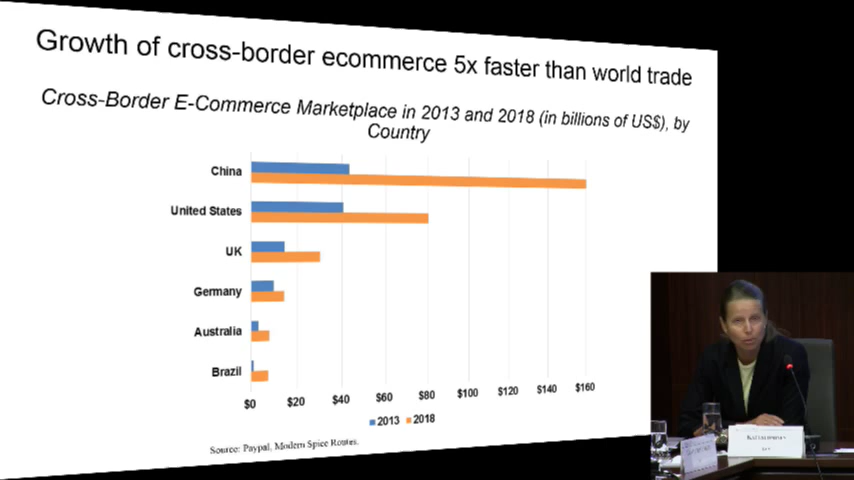 Growth of cross-border ecommerce 5x faster than world trade
Cross-Border E-Commerce Marketplace in 2013 and 2018 (in billions of US$), by
Country
China
United States
UK
Germany
Australia
Brazil
$0 $20 $40 $60 $80 $100 $120 $140 $160
2013 2018
Source: Paypal, Modern Spice Routes.